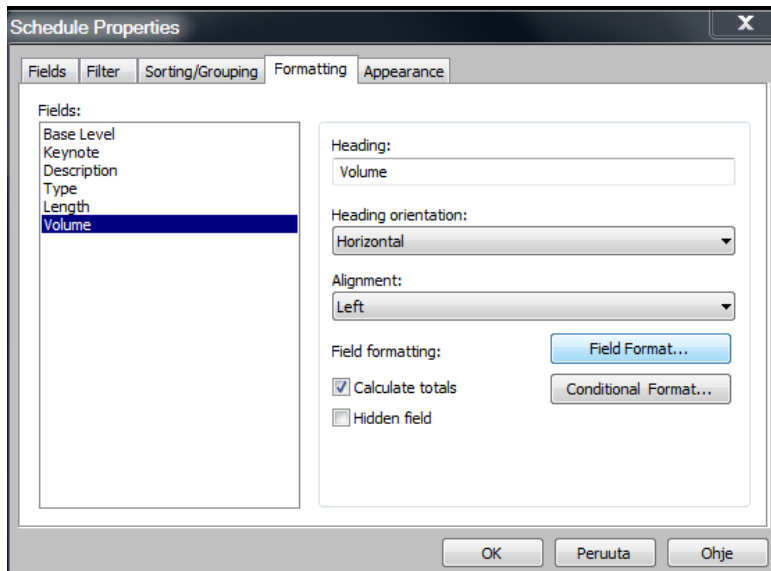 Schedule Properties
X
Fields Filter Sorting/Grouping Formatting Appearance
Fields:
Base Level
Keynote
Description
Type
Length
Volume
Heading:
Volume
Heading orientation:
Horizontal
Alignment:
Left
Field formatting:
Field Format...
Calculate totals
Conditional Format...
Hidden field
OK
Peruuta
Ohje